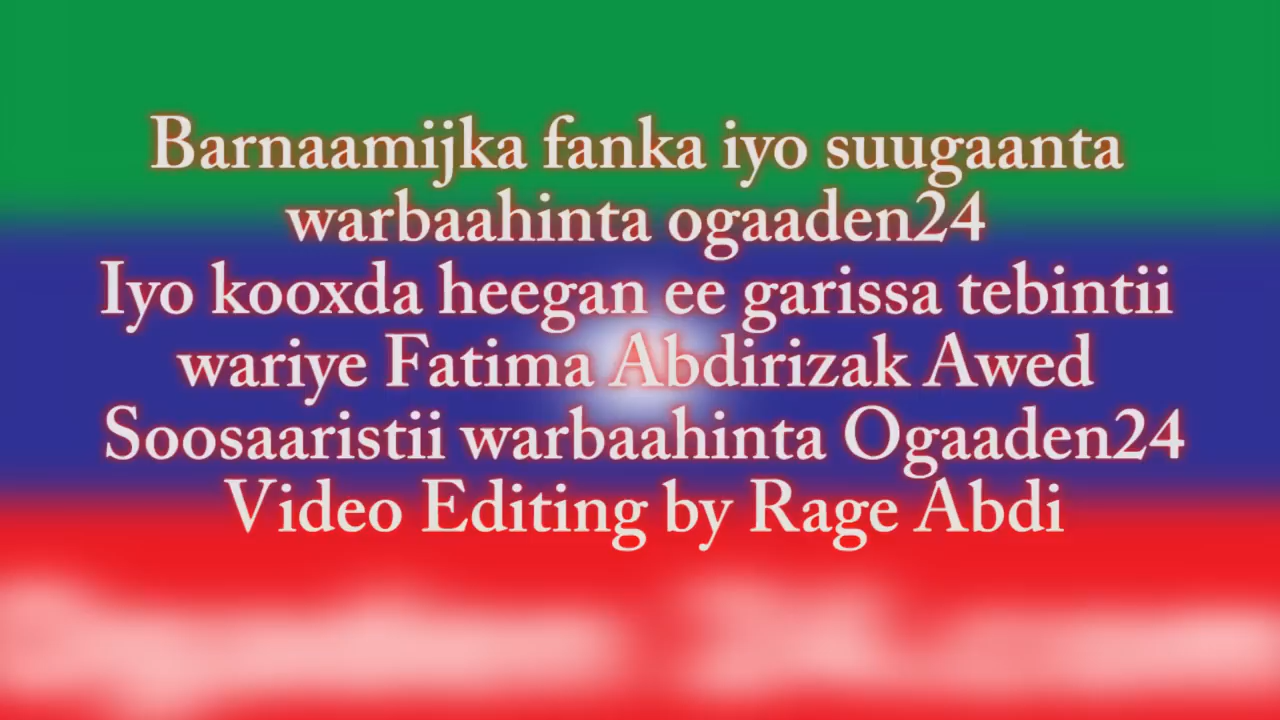 Barnaamijka fanka iyo suugaanta
warbaahinta ogaaden24
Iyo kooxda heegan ee garissa tebintii
wariye Fatima Abdirizak Awed
Soosaaristii warbaahinta Ogaaden24
Video Editing by Rage Abdi